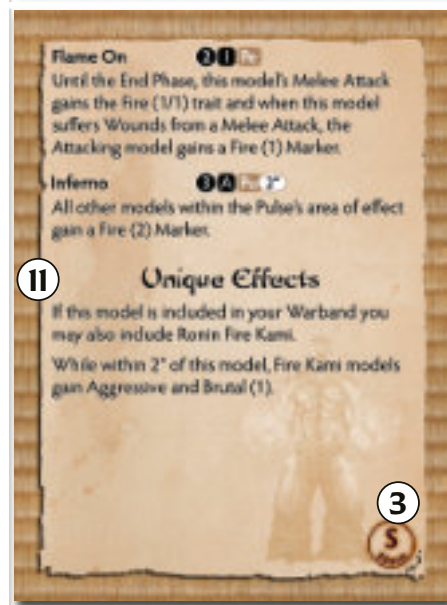 Flame On 2 I Pe
Until the End Phase, this model's Melee Attack
gains the Fire (1/1) trait and when this model
suffers Wounds from a Melee Attack, the
Attacking model gains a Fire (1) Marker.
Inferno 3 A 2"
All other models within the Pulse's area of effect
gain a Fire (2) Marker.
11
Unique Effects
If this model is included in your Warband you
may also include Ronin Fire Kami.
While within 2" of this model, Fire Kami models
gain Aggressive and Brutal (1).
3
S